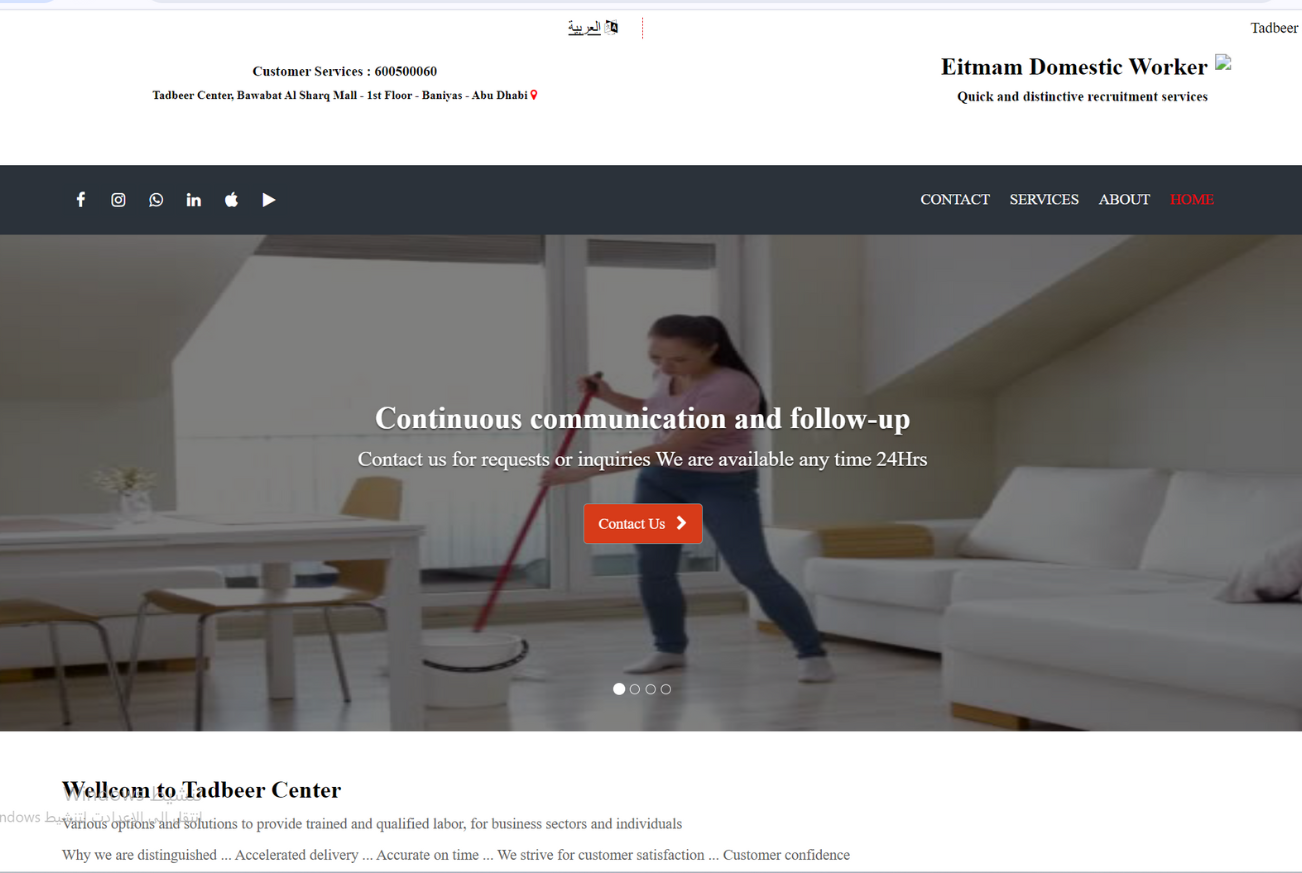 العربية
Tadbeer
Customer Services : 600500060
Tadbeer Center, Bawabat Al Sharq Mall - 1st Floor - Baniyas - Abu Dhabi
Eitmam Domestic Worker
Quick and distinctive recruitment services
CONTACT SERVICES ABOUT HOME
Continuous communication and follow-up
Contact us for requests or inquiries We are available any time 24Hrs
Contact Us
Wellcom to Tadbeer Center
تنشيط Windows
Various options and solutions to provide trained and qualified labor, for business sectors and individuals
انتقل إلى الإعدادات لتنشيط
Why we are distinguished ... Accelerated delivery ... Accurate on time ... We strive for customer satisfaction ... Customer confidence